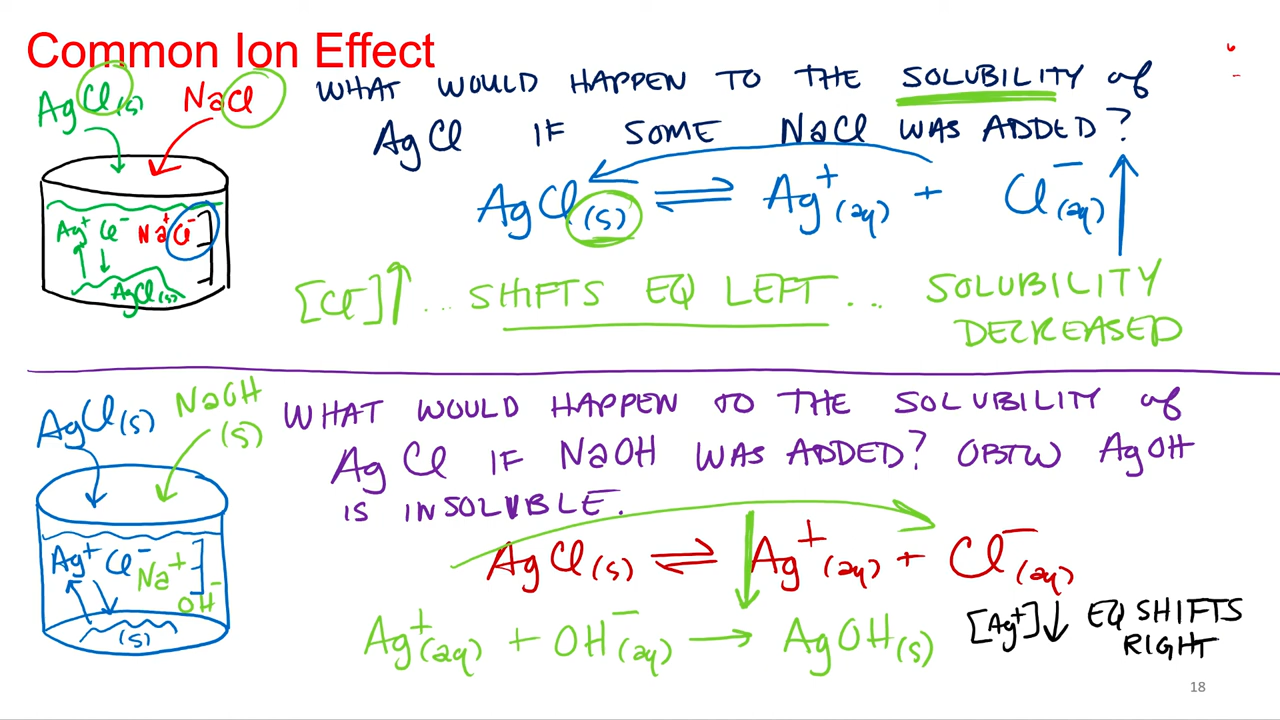 Common Ion Effect
AgCl(s) NaCl
WHAT WOULD HAPPEN TO THE SOLUBILITY of
AgCl IF SOME NaCl WAS ADDED?
AgCl(s) ⇌ Ag⁺(aq) + Cl⁻(aq)
Ag⁺ Cl⁻ Na⁺ Cl⁻
AgCl(s)
[Cl⁻]↑ ... SHIFTS EQ LEFT ... SOLUBILITY
DECREASED
AgCl(s) NaOH
(s)
WHAT WOULD HAPPEN TO THE SOLUBILITY of
AgCl IF NaOH WAS ADDED? OBTW AgOH
IS INSOLUBLE.
AgCl(s) ⇌ Ag⁺(aq) + Cl⁻(aq)
Ag⁺ Cl⁻ Na⁺
OH⁻
(s)
Ag⁺(aq) + OH⁻(aq) → AgOH(s)
[Ag⁺]↓ EQ SHIFTS
RIGHT
18